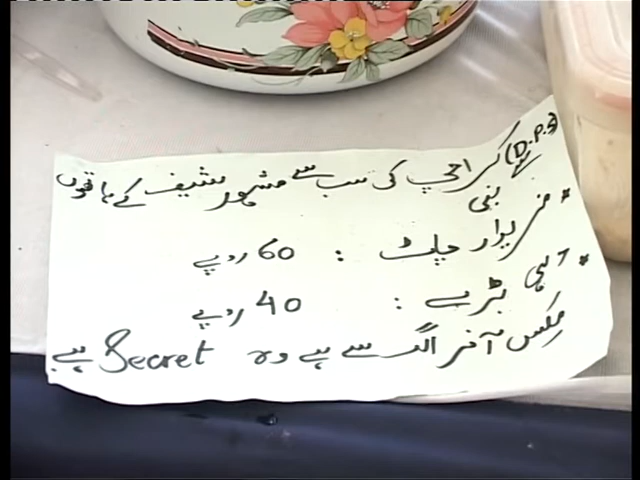 (D.P.S) سے کراچی کی سب سے مشہور شیف کے ہاتھوں
بنی
* مزیدار چاٹ : 60 روپے
* دہی بڑے : 40 روپے
مکس آفر الگ سے ہے وہ Secret ہے